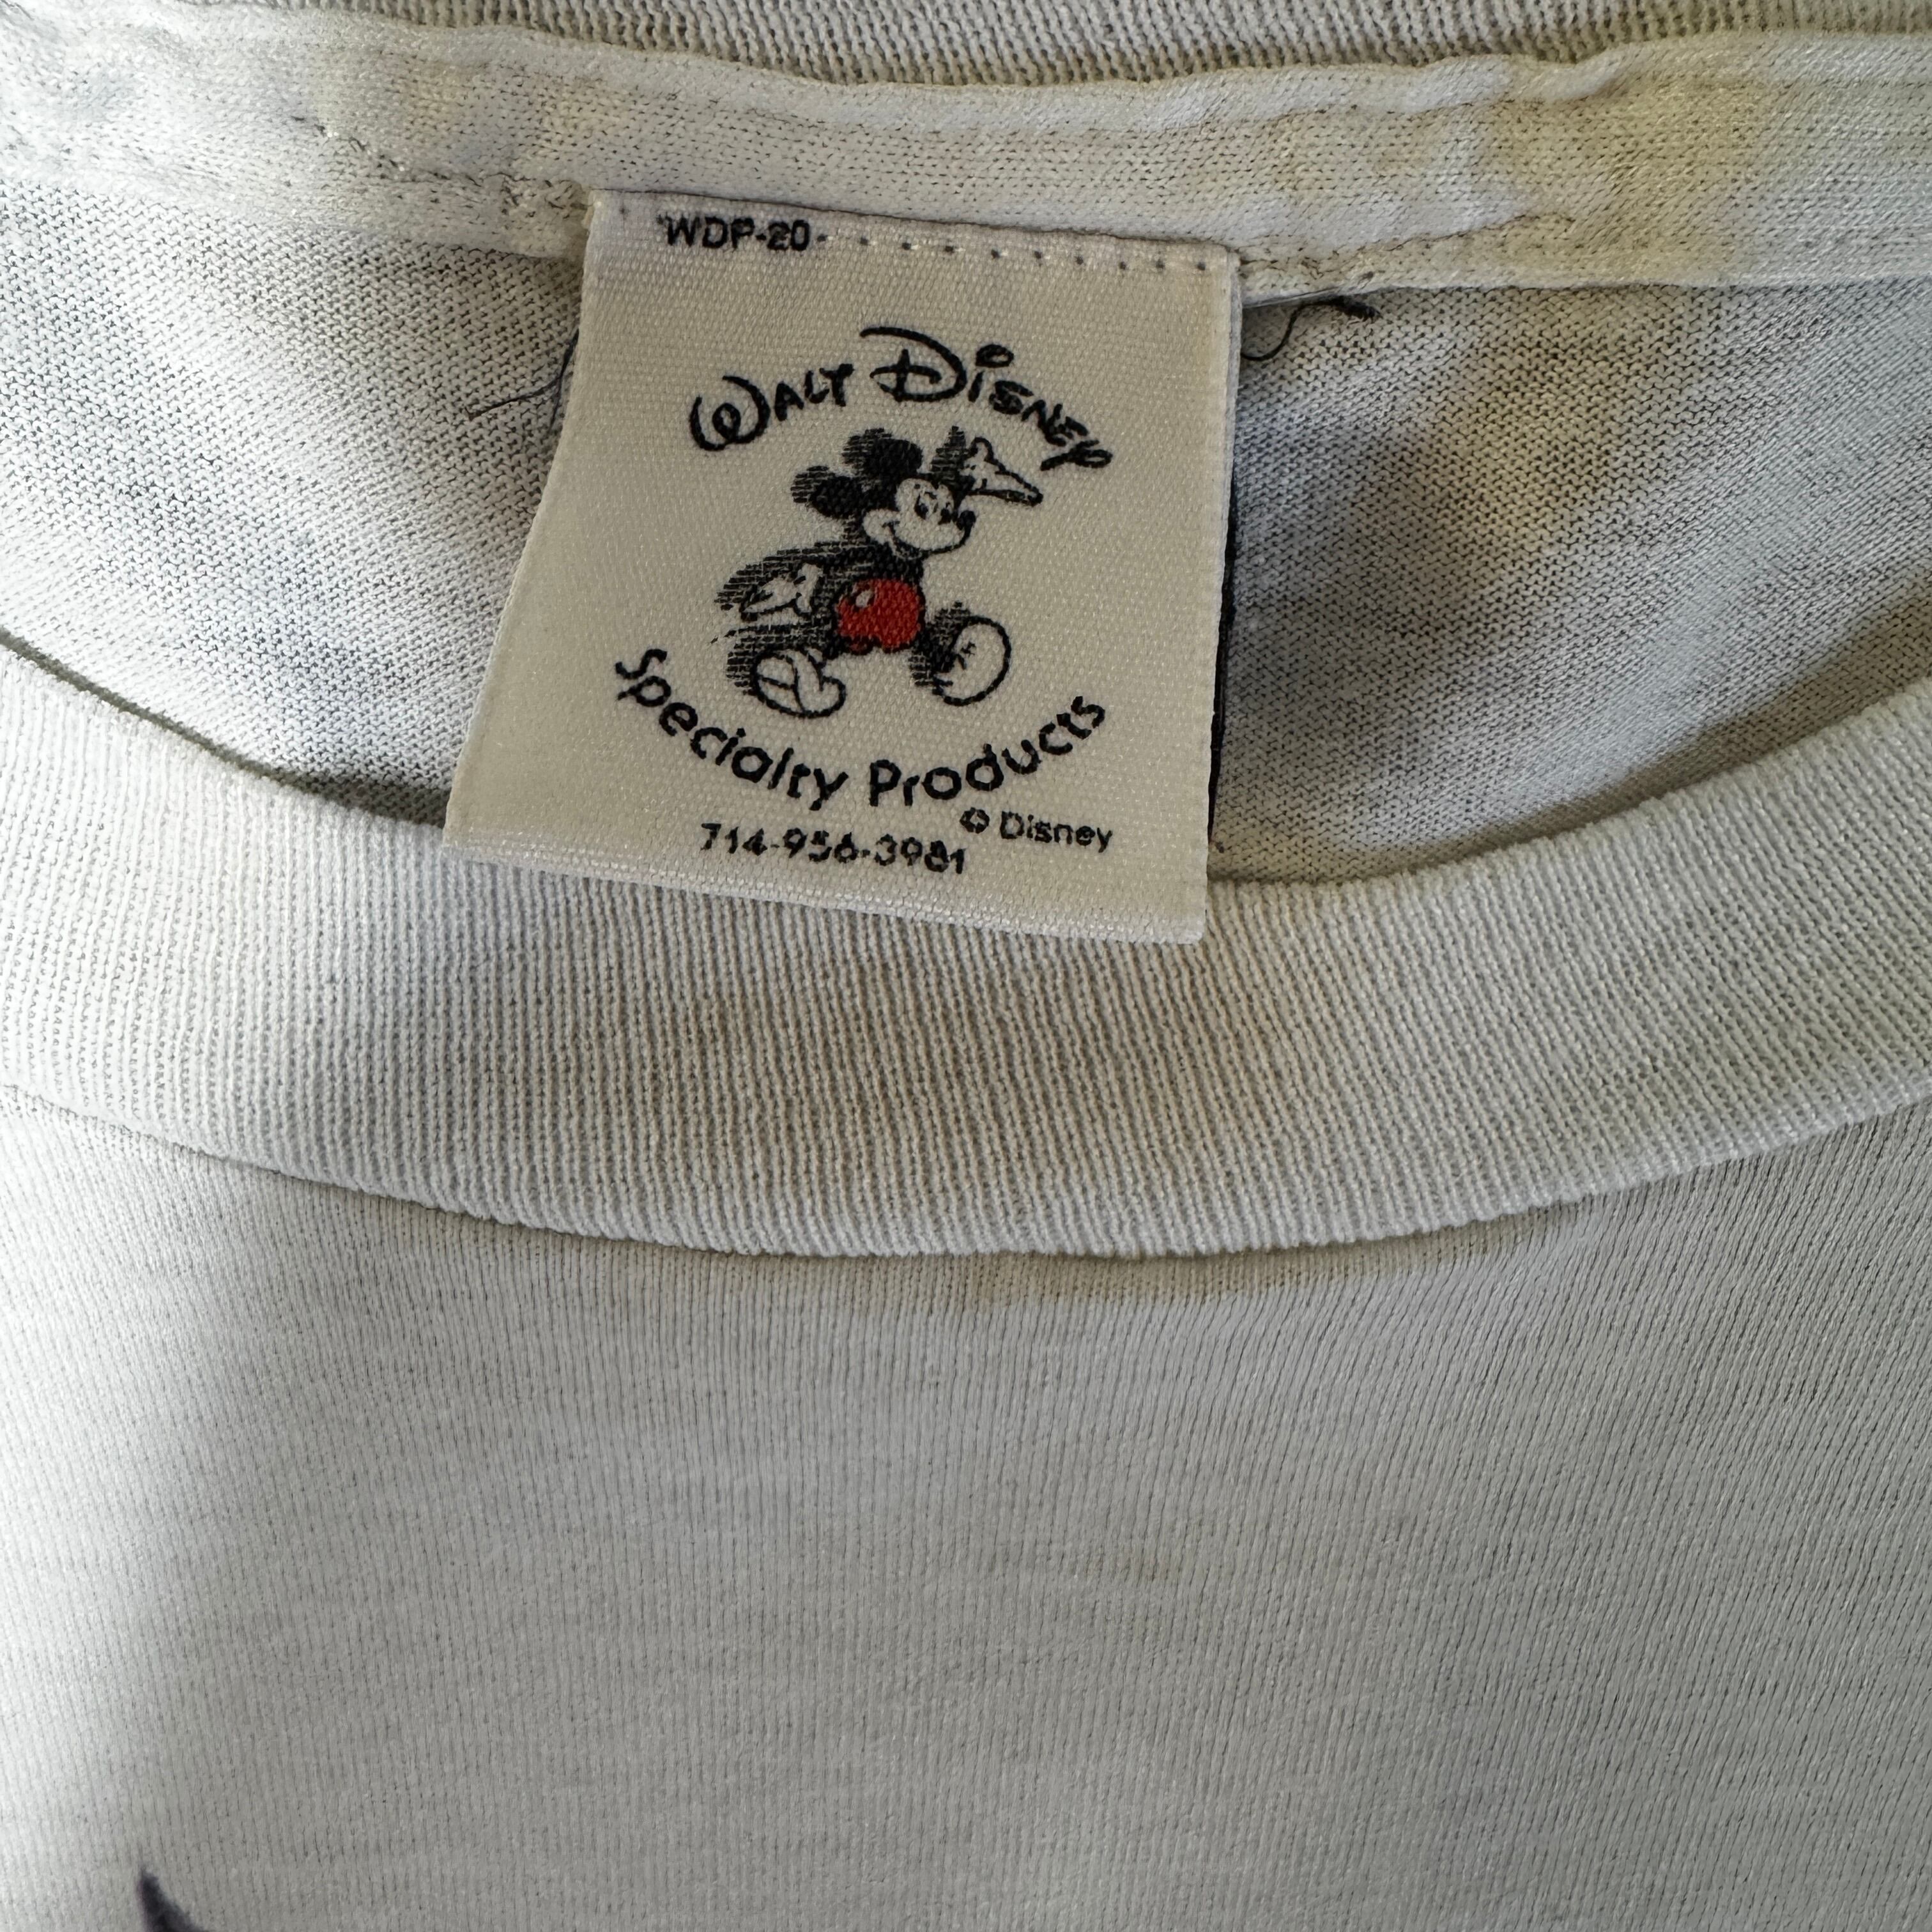 WDP-20
WALT DISNEY
Specialty Products
© Disney
714-956-3981